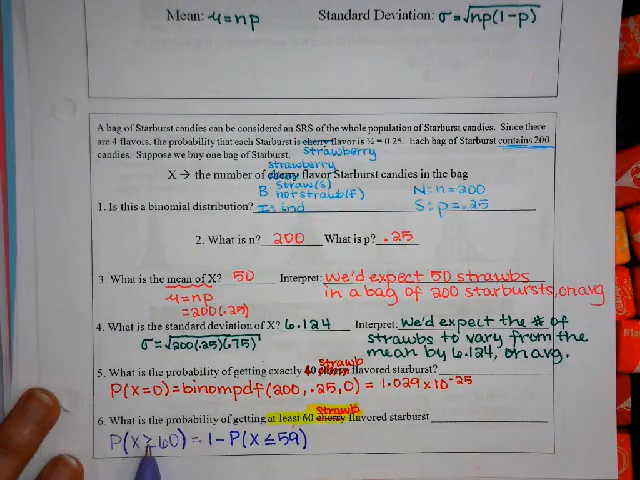 Mean: μ = np Standard Deviation: σ = √np(1-p)
A bag of Starburst candies can be considered an SRS of the whole population of Starburst candies. Since there
are 4 flavors, the probability that each Starburst is cherry flavor is ¼ = 0.25. Each bag of Starburst contains 200
strawberry
candies. Suppose we buy one bag of Starburst.
strawberry
X → the number of cherry flavor Starburst candies in the bag
B Straw(S) N: n = 200
not strawb(F) S: p = .25
1. Is this a binomial distribution? I: ind
2. What is n? 200 What is p? .25
3. What is the mean of X? 50 Interpret: we'd expect 50 strawbs
μ = np in a bag of 200 starbursts, on avg
= 200(.25)
4. What is the standard deviation of X? 6.124 Interpret: we'd expect the # of
σ = √200(.25)(.75) strawbs to vary from the
mean by 6.124, on avg.
strawb
5. What is the probability of getting exactly 0 cherry flavored starburst?
P(X=0) = binompdf(200, .25, 0) = 1.029 × 10⁻²⁵
Strawb
6. What is the probability of getting at least 60 cherry flavored starburst
P(X ≥ 60) = 1 - P(X ≤ 59)